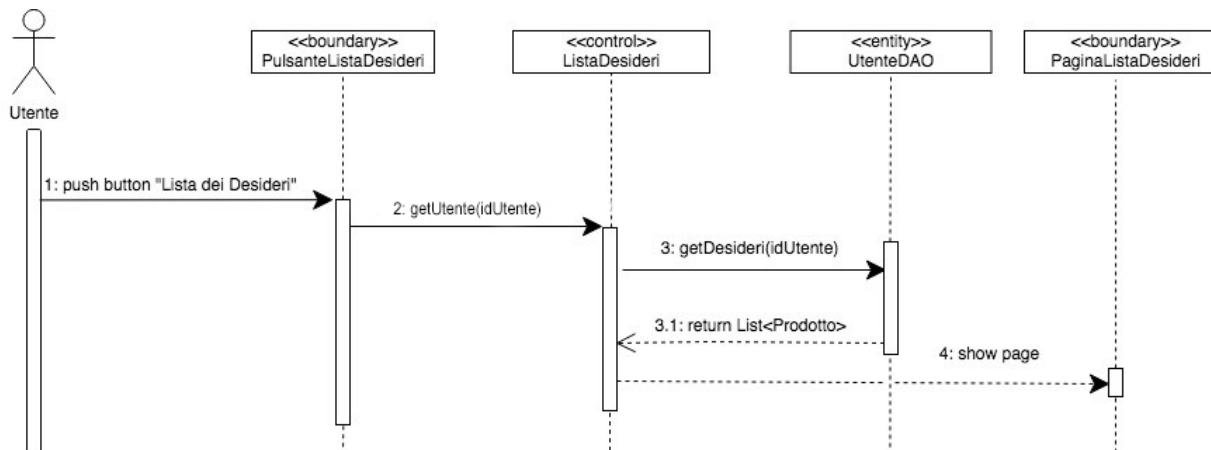 <<boundary>>
PulsanteListaDesideri
<<control>>
ListaDesideri
<<entity>>
UtenteDAO
<<boundary>>
PaginaListaDesideri
Utente
1: push button "Lista dei Desideri"
2: getUtente(idUtente)
3: getDesideri(idUtente)
3.1: return List<Prodotto>
4: show page